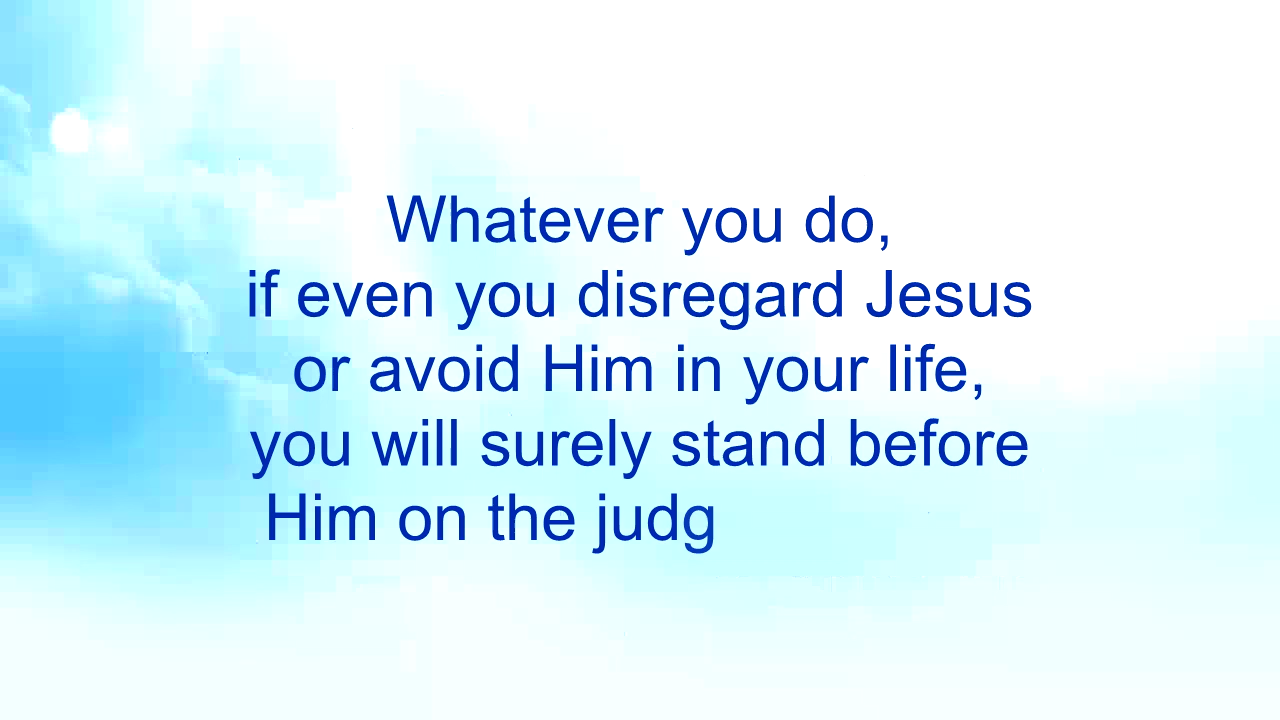 Whatever you do,
if even you disregard Jesus
or avoid Him in your life,
you will surely stand before
Him on the judg